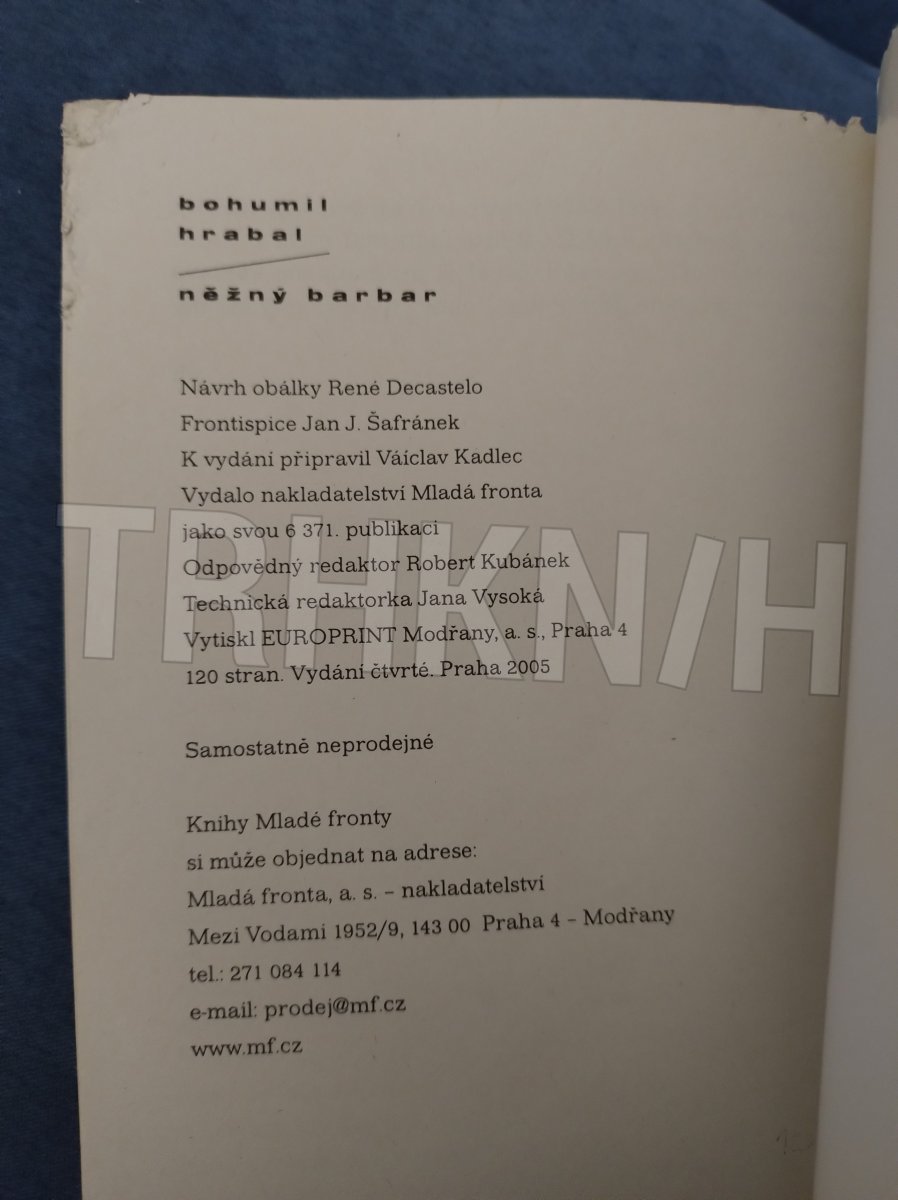 bohumil
hrabal
něžný barbar
Návrh obálky René Decastelo
Frontispice Jan J. Šafránek
K vydání připravil Váíclav Kadlec
Vydalo nakladatelství Mladá fronta
jako svou 6 371. publikaci
Odpovědný redaktor Robert Kubánek
Technická redaktorka Jana Vysoká
Vytiskl EUROPRINT Modřany, a. s., Praha 4
120 stran. Vydání čtvrté. Praha 2005
Samostatně neprodejné
Knihy Mladé fronty
si může objednat na adrese:
Mladá fronta, a. s. – nakladatelství
Mezi Vodami 1952/9, 143 00 Praha 4 – Modřany
tel.: 271 084 114
e-mail: prodej@mf.cz
www.mf.cz
TRHKN/H